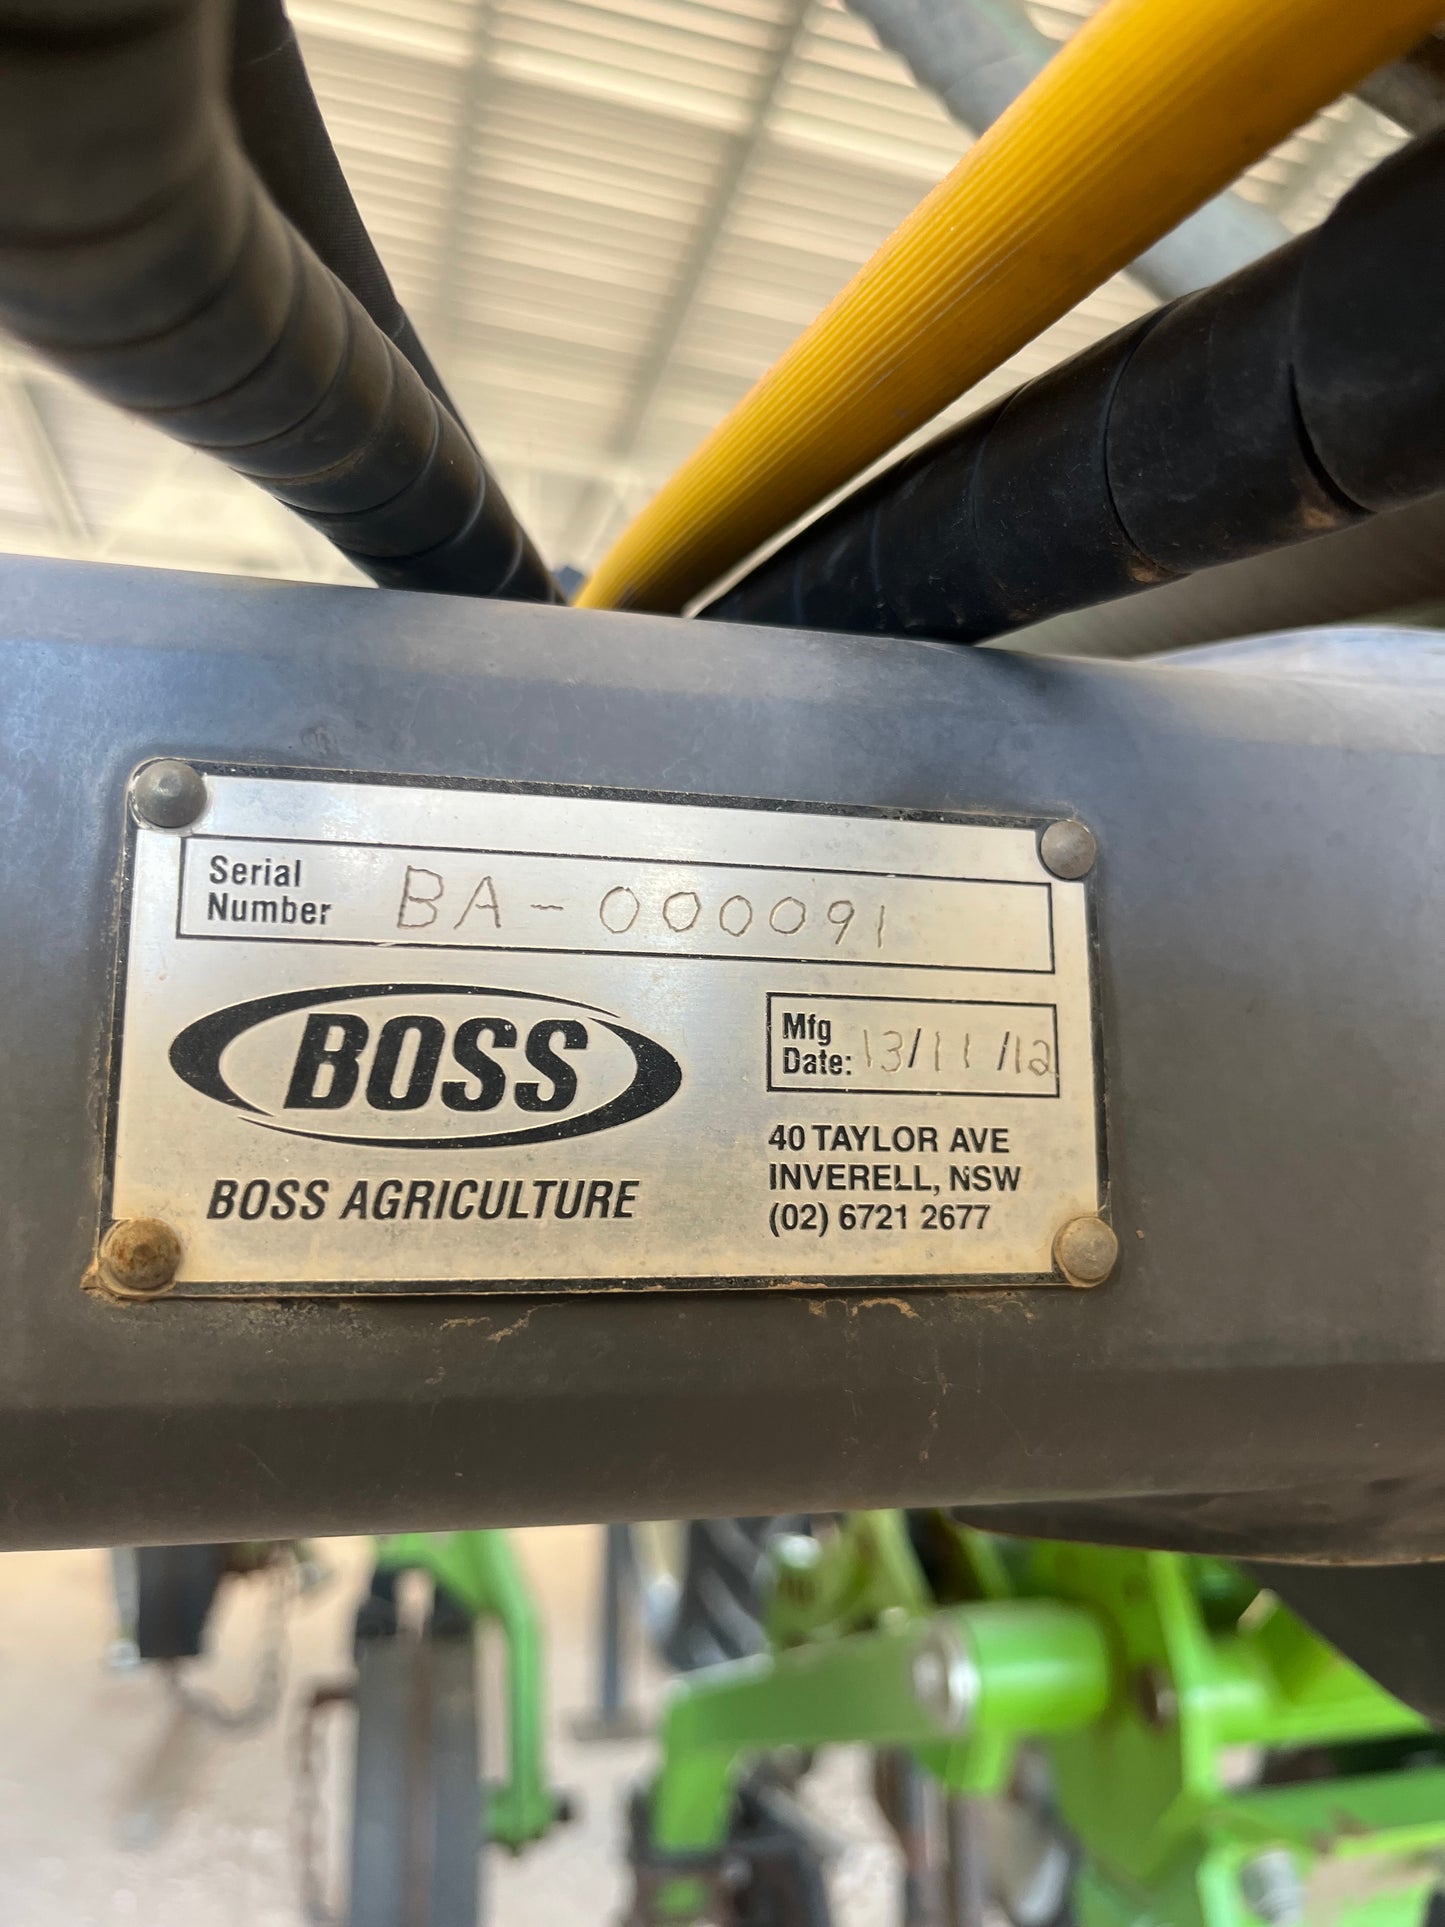 Serial
Number BA-000091
BOSS
BOSS AGRICULTURE
Mfg
Date: 13/11/12
40 TAYLOR AVE
INVERELL, NSW
(02) 6721 2677